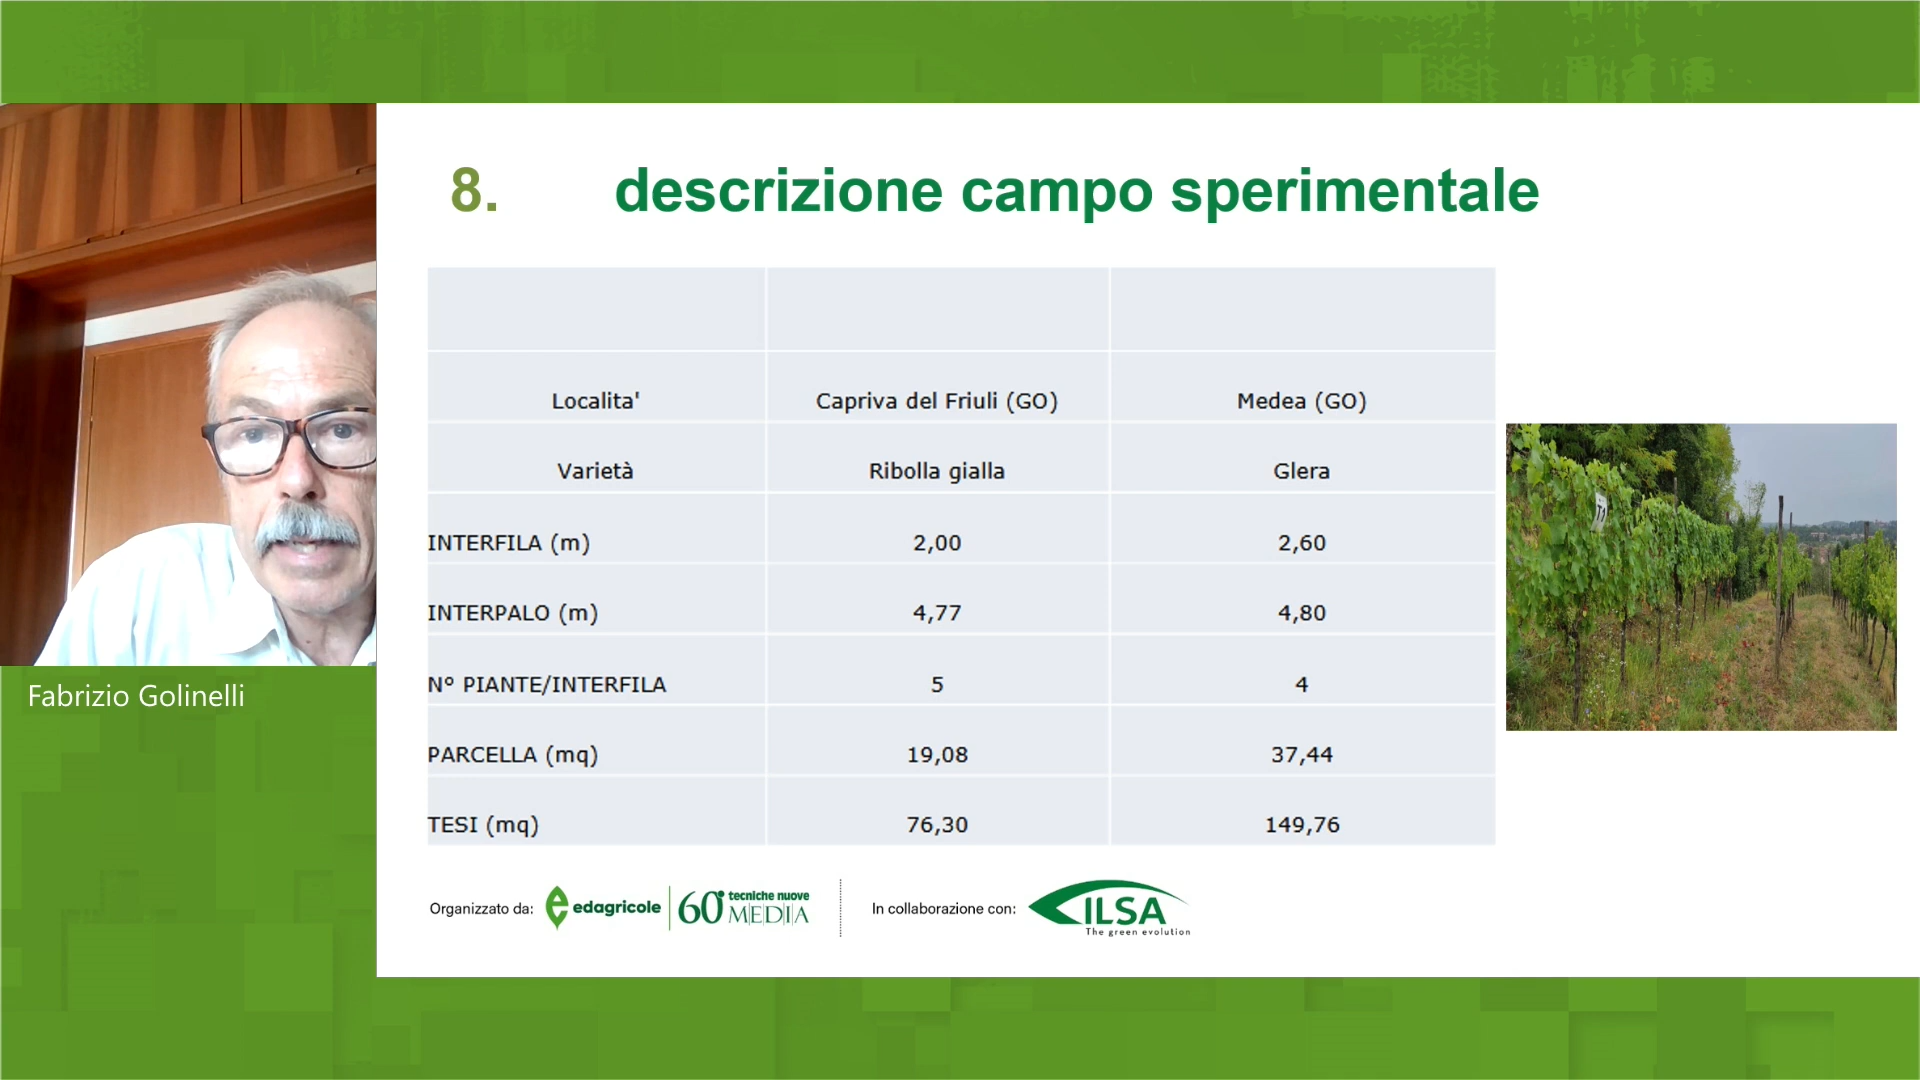 8. descrizione campo sperimentale
Localita' Capriva del Friuli (GO) Medea (GO)
Varietà Ribolla gialla Glera
INTERFILA (m) 2,00 2,60
INTERPALO (m) 4,77 4,80
N° PIANTE/INTERFILA 5 4
PARCELLA (mq) 19,08 37,44
TESI (mq) 76,30 149,76
T1
Fabrizio Golinelli
Organizzato da: edagricole 60° tecniche nuove MEDIA In collaborazione con: ILSA
The green evolution